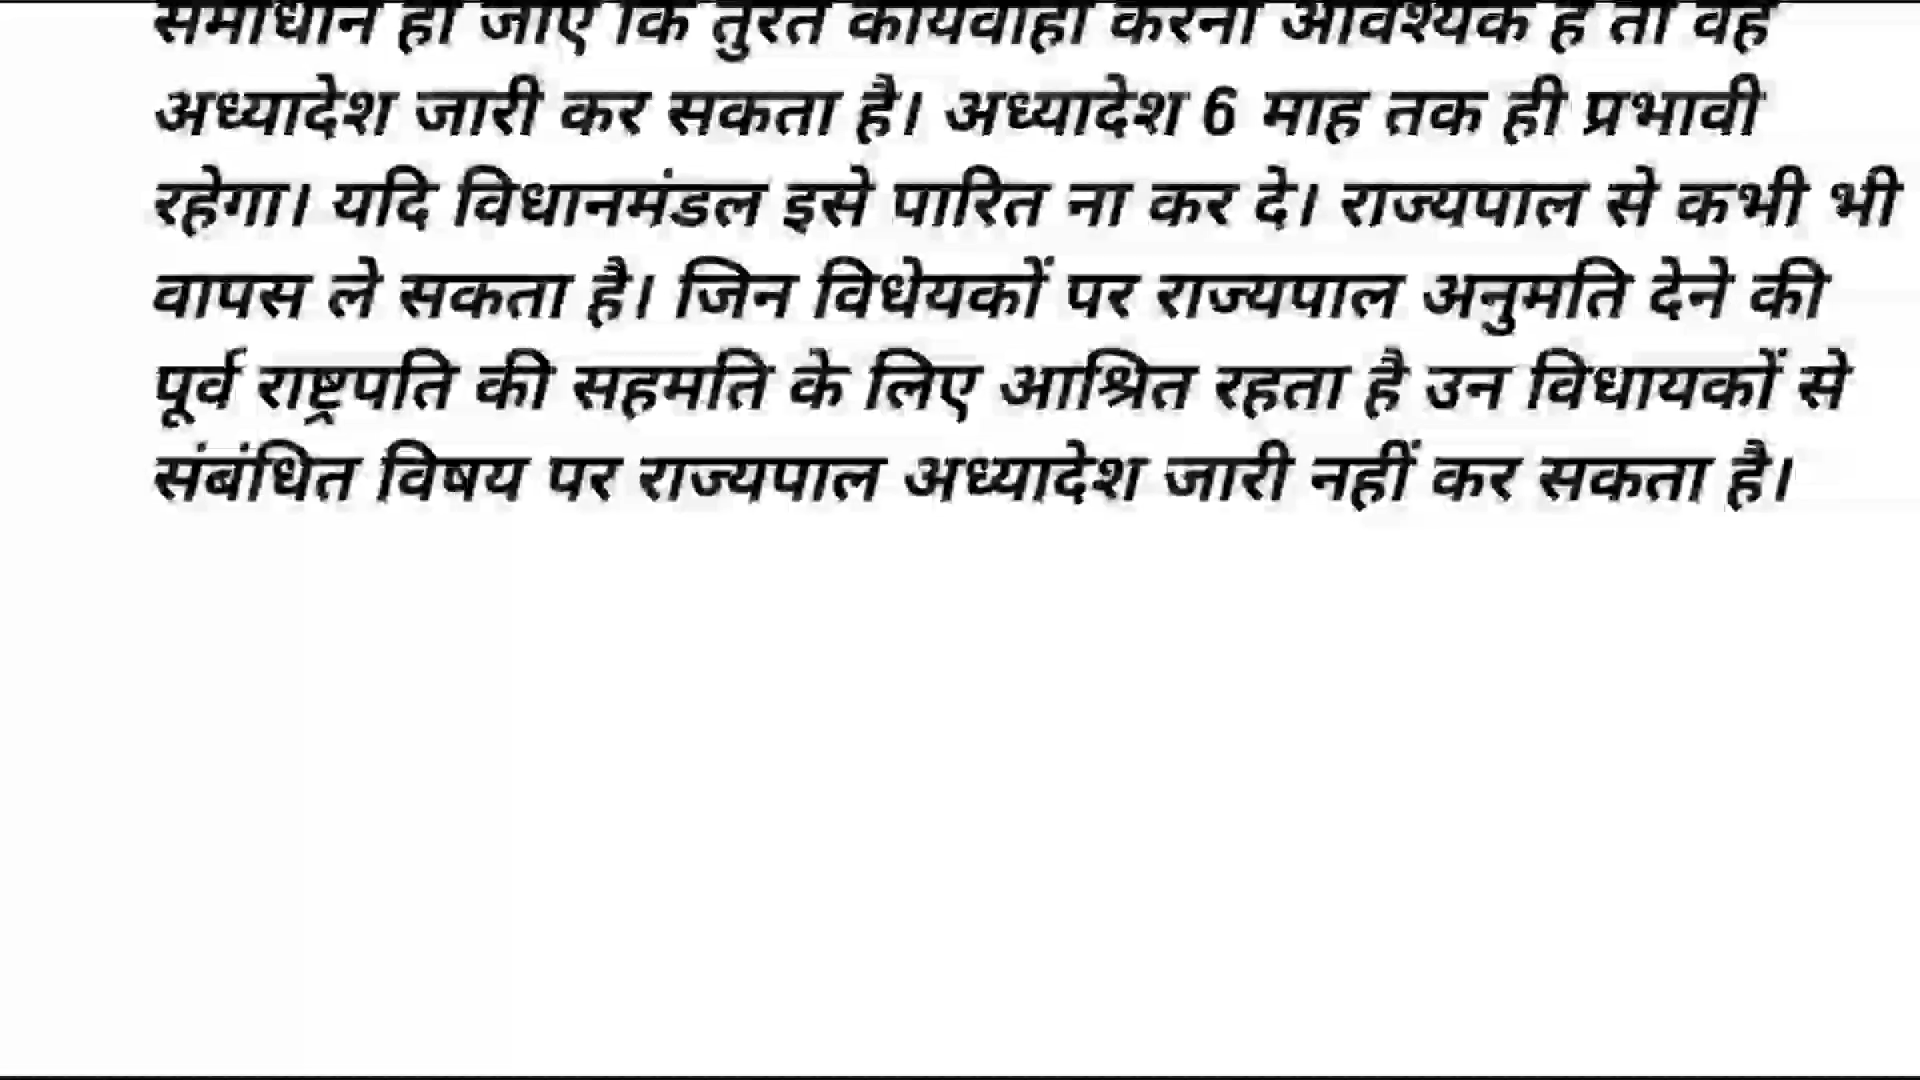 समाधान हो जाए कि तुरंत कार्यवाही करना आवश्यक है तो वह
अध्यादेश जारी कर सकता है। अध्यादेश 6 माह तक ही प्रभावी
रहेगा। यदि विधानमंडल इसे पारित ना कर दे। राज्यपाल से कभी भी
वापस ले सकता है। जिन विधेयकों पर राज्यपाल अनुमति देने की
पूर्व राष्ट्रपति की सहमति के लिए आश्रित रहता है उन विधायकों से
संबंधित विषय पर राज्यपाल अध्यादेश जारी नहीं कर सकता है।